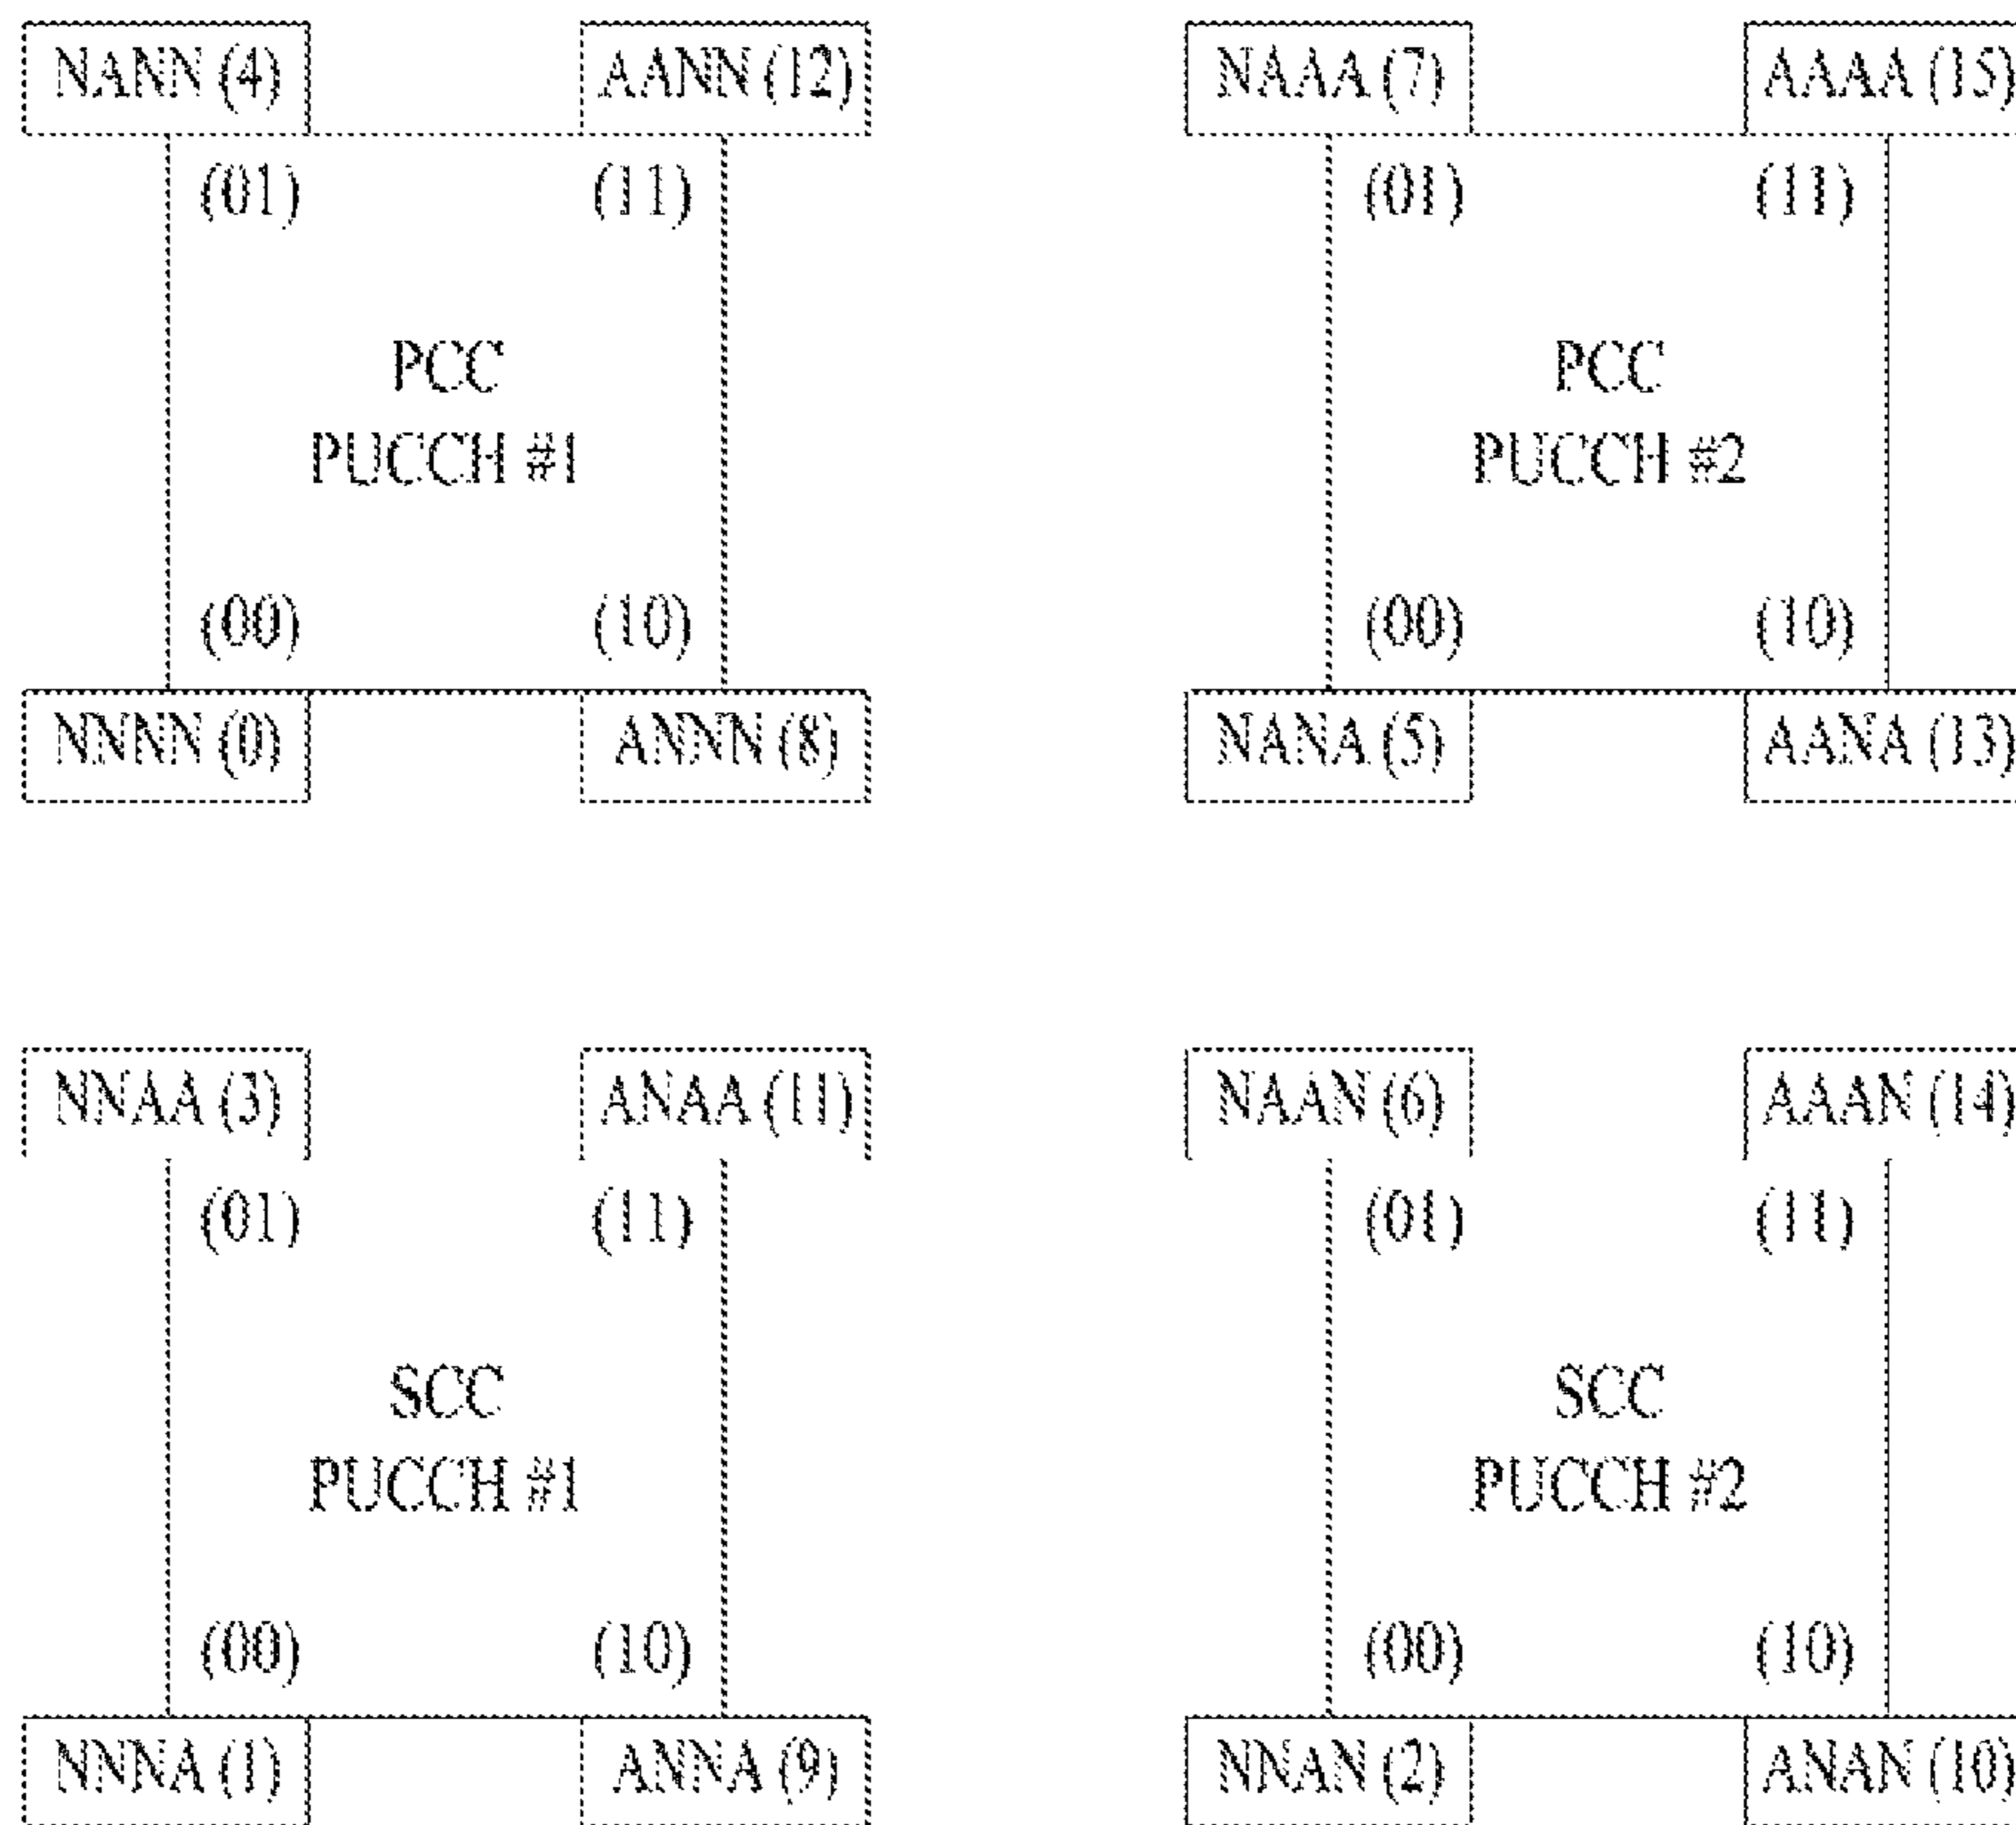 NANN (4) AANN (12)
(01) (11)
PCC
PUCCH #1
(00) (10)
NNNN (0) ANNN (8)
NAAA (7) AAAA (15)
(01) (11)
PCC
PUCCH #2
(00) (10)
NANA (5) AANA (13)
NNAA (3) ANAA (11)
(01) (11)
SCC
PUCCH #1
(00) (10)
NNNA (1) ANNA (9)
NAAN (6) AAAN (14)
(01) (11)
SCC
PUCCH #2
(00) (10)
NNAN (2) ANAN (10)